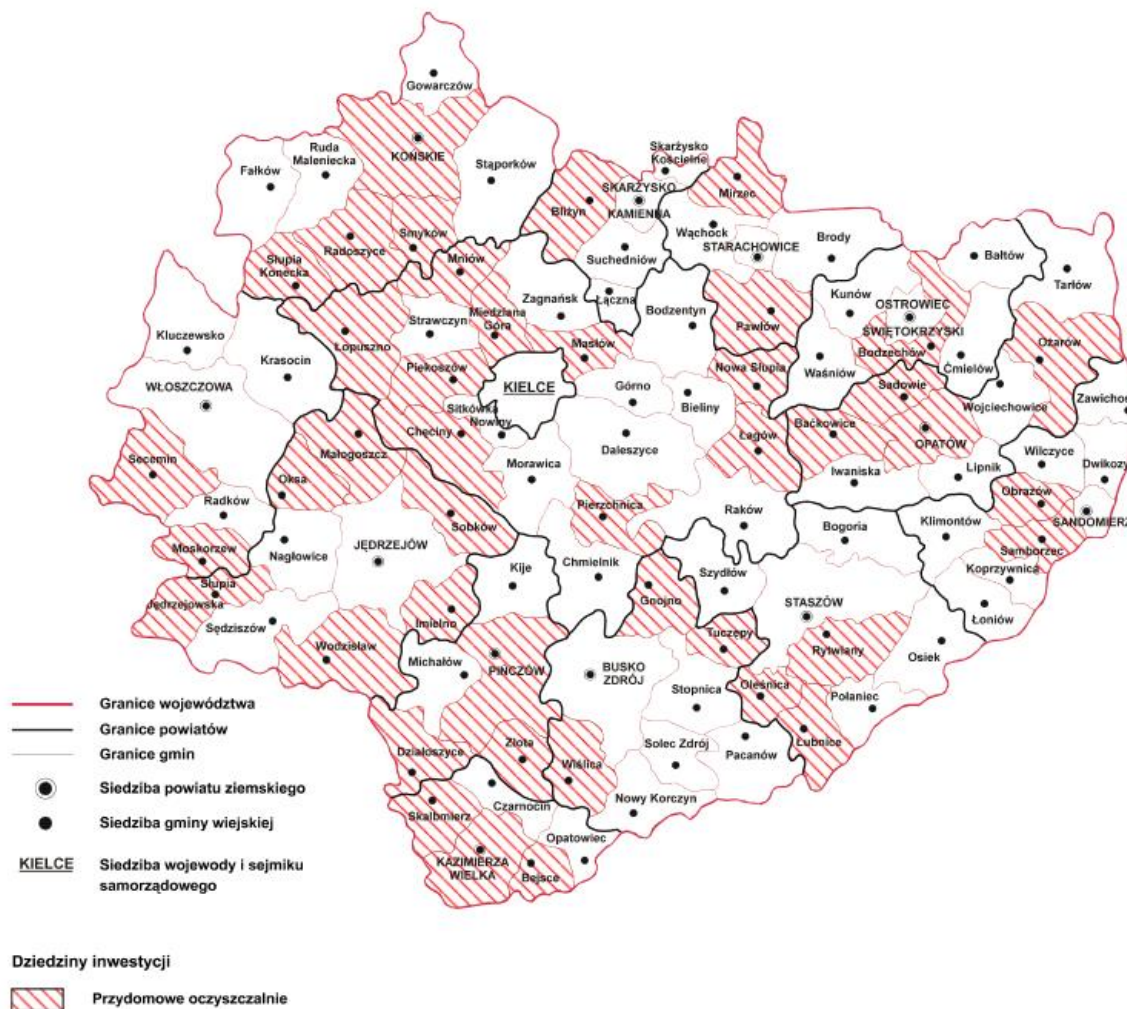 Gowarczów
KOŃSKIE
Ruda
Maleniecka
Fałków
Stąporków
Skarżysko
Kościelne
SKARŻYSKO
KAMIENNA
Bliżyn
Mirzec
Wąchock
STARACHOWICE
Brody
Bałtów
Tarłów
Radoszyce
Smyków
Słupia
Konecka
Mniów
Suchedniów
Łączna
Zagnańsk
Bodzentyn
Kunów
OSTROWIEC
ŚWIĘTOKRZYSKI
Bodzechów
Ćmielów
Ożarów
Kluczewsko
Krasocin
Łopuszno
Strawczyn
Miedziana
Góra
Masłów
Pawłów
Waśniów
WŁOSZCZOWA
Piekoszów
KIELCE
Górno
Bieliny
Nowa Słupia
Sadowie
Wojciechowice
Zawichost
Sitkówka
Nowiny
Chęciny
Małogoszcz
Morawica
Daleszyce
Łagów
Baćkowice
OPATÓW
Iwaniska
Lipnik
Wilczyce
Dwikozy
Secemin
Oksa
Radków
Sobków
Pierzchnica
Raków
Bogoria
Klimontów
Obrazów
SANDOMIERZ
Samborzec
Koprzywnica
Łoniów
Moskorzew
Nagłowice
JĘDRZEJÓW
Kije
Chmielnik
Szydłów
Słupia
Jędrzejowska
Sędziszów
Imielno
Gnojno
STASZÓW
Tuczępy
Rytwiany
Osiek
Wodzisław
Michałów
PIŃCZÓW
BUSKO
ZDRÓJ
Stopnica
Oleśnica
Połaniec
Łubnice
Działoszyce
Złota
Wiślica
Solec Zdrój
Pacanów
Nowy Korczyn
Skalbmierz
Czarnocin
Opatowiec
KAZIMIERZA
WIELKA
Bejsce
Granice województwa
Granice powiatów
Granice gmin
Siedziba powiatu ziemskiego
Siedziba gminy wiejskiej
KIELCE Siedziba wojewody i sejmiku
samorządowego
Dziedziny inwestycji
Przydomowe oczyszczalnie